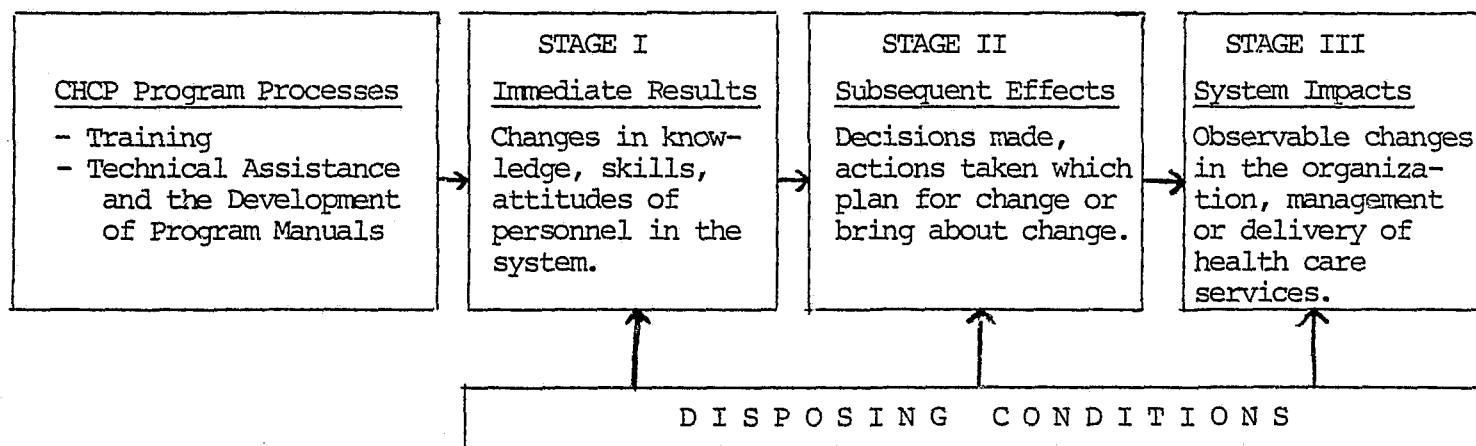 CHCP Program Processes
- Training
- Technical Assistance
and the Development
of Program Manuals
STAGE I
Immediate Results
Changes in know-
ledge, skills,
attitudes of
personnel in the
system.
STAGE II
Subsequent Effects
Decisions made,
actions taken which
plan for change or
bring about change.
STAGE III
System Impacts
Observable changes
in the organiza-
tion, management
or delivery of
health care
services.
DISPOSING CONDITIONS